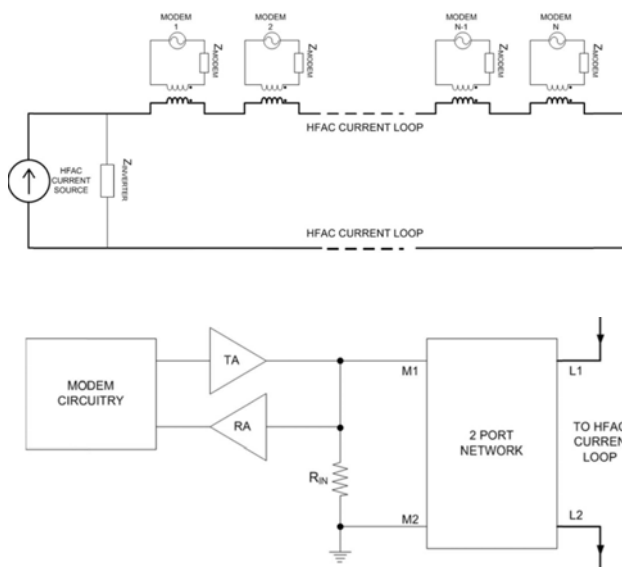 MODEM
1
MODEM
2
MODEM
N-1
MODEM
N
ZMODEM
ZMODEM
ZMODEM
ZMODEM
HFAC CURRENT LOOP
HFAC
CURRENT
SOURCE
ZINVERTER
HFAC CURRENT LOOP
MODEM
CIRCUITRY
TA
RA
RIN
M1
M2
2 PORT
NETWORK
L1
L2
TO HFAC
CURRENT
LOOP